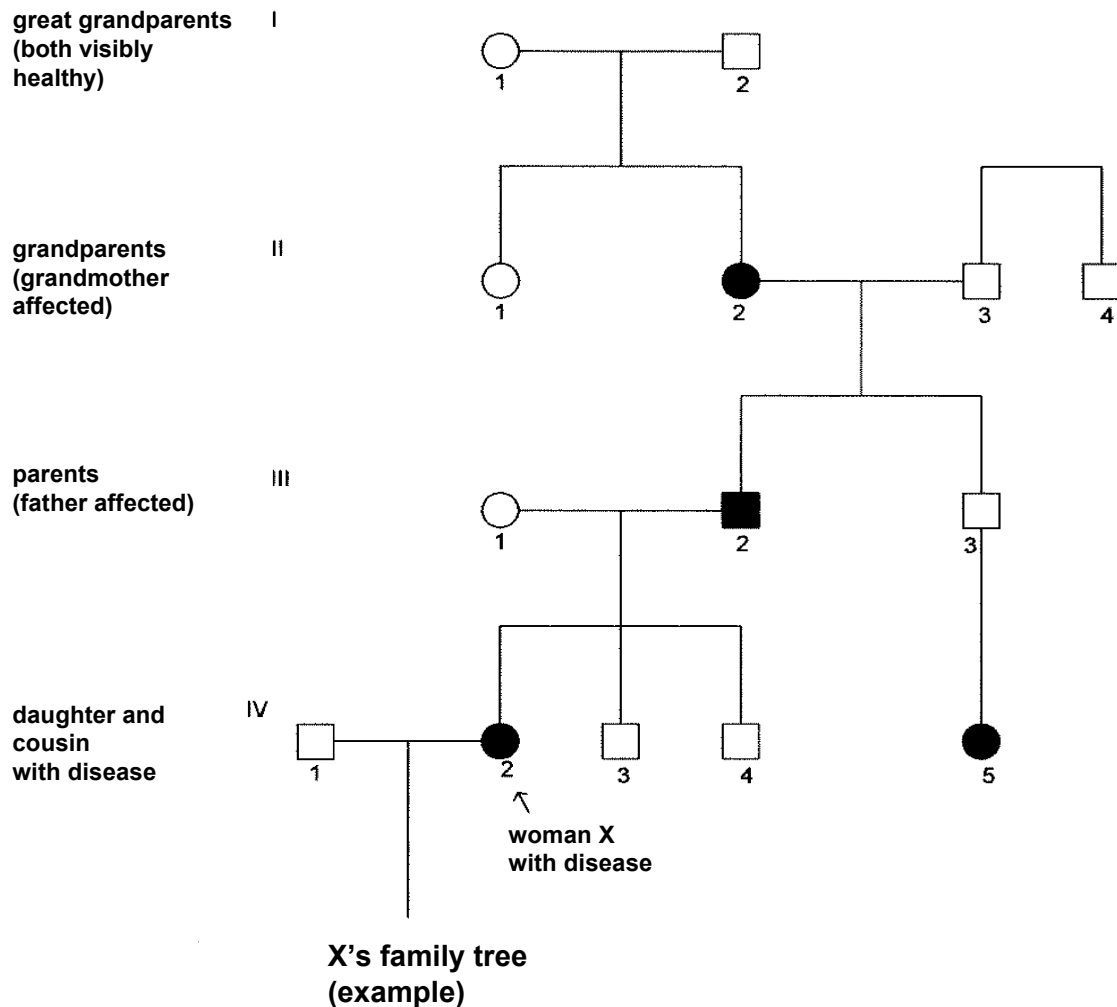 great grandparents I
(both visibly
healthy)
1 2
grandparents II
(grandmother
affected)
1 2 3 4
parents III
(father affected)
1 2 3
daughter and IV
cousin
with disease
1 2 3 4 5
woman X
with disease
X's family tree
(example)